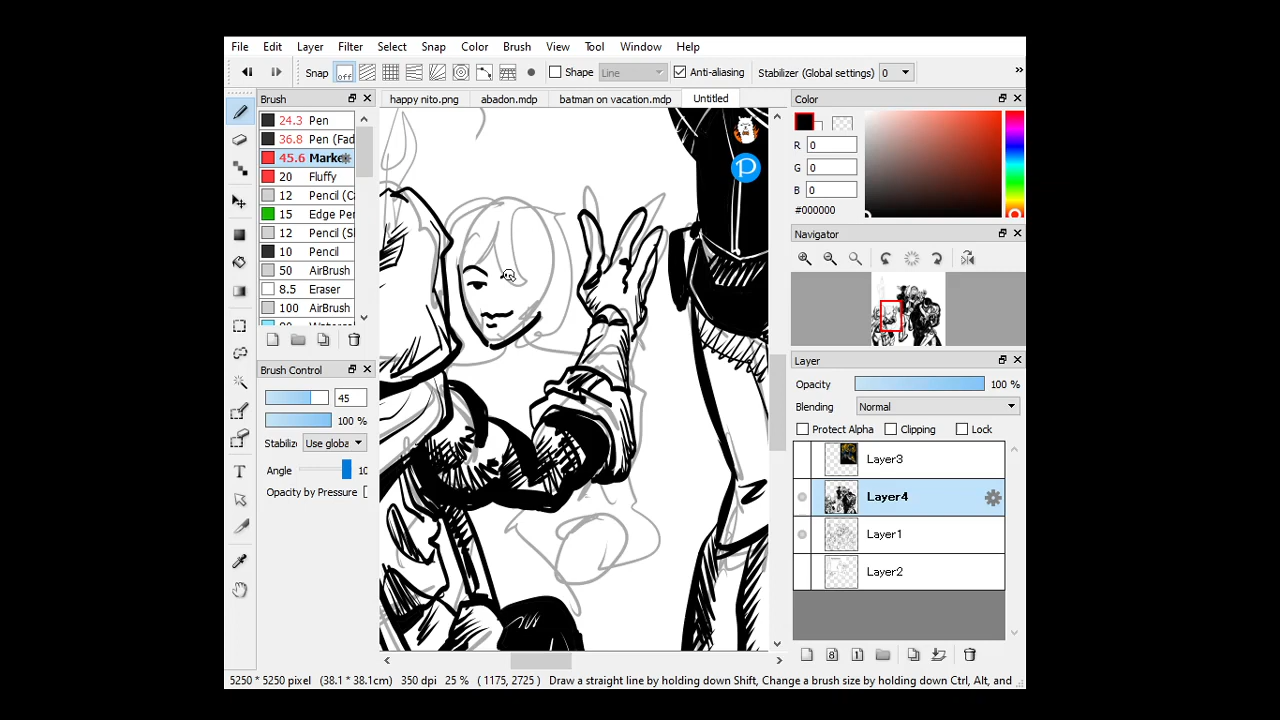 File Edit Layer Filter Select Snap Color Brush View Tool Window Help
Snap off Shape Line Anti-aliasing Stabilizer (Global settings) 0 »
Brush
happy nito.png abadon.mdp batman on vacation.mdp Untitled
24.3 Pen
36.8 Pen (Fad
45.6 Marke
20 Fluffy
12 Pencil (C
15 Edge Pe
12 Pencil (S
10 Pencil
50 AirBrush
8.5 Eraser
100 AirBrush
Brush Control
45
100 %
Stabiliz Use globa
Angle 10
Opacity by Pressure
P
Color
R 0
G 0
B 0
#000000
Navigator
Layer
Opacity 100 %
Blending Normal
Protect Alpha Clipping Lock
Layer3
Layer4
Layer1
Layer2
8 1
5250 * 5250 pixel (38.1 * 38.1cm) 350 dpi 25 % ( 1175, 2725 ) Draw a straight line by holding down Shift, Change a brush size by holding down Ctrl, Alt, and